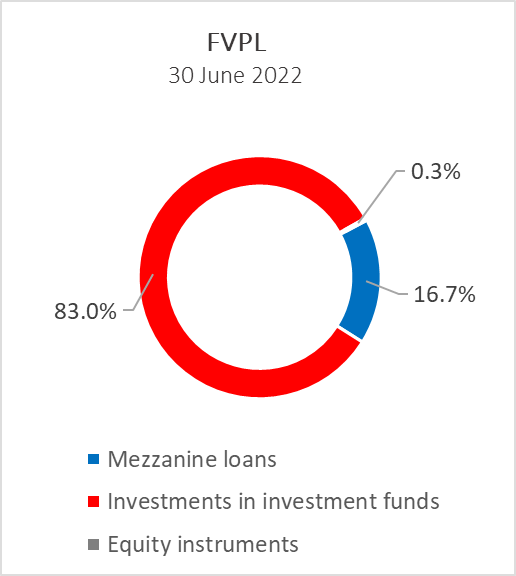 FVPL
30 June 2022
0.3%
16.7%
83.0%
Mezzanine loans
Investments in investment funds
Equity instruments